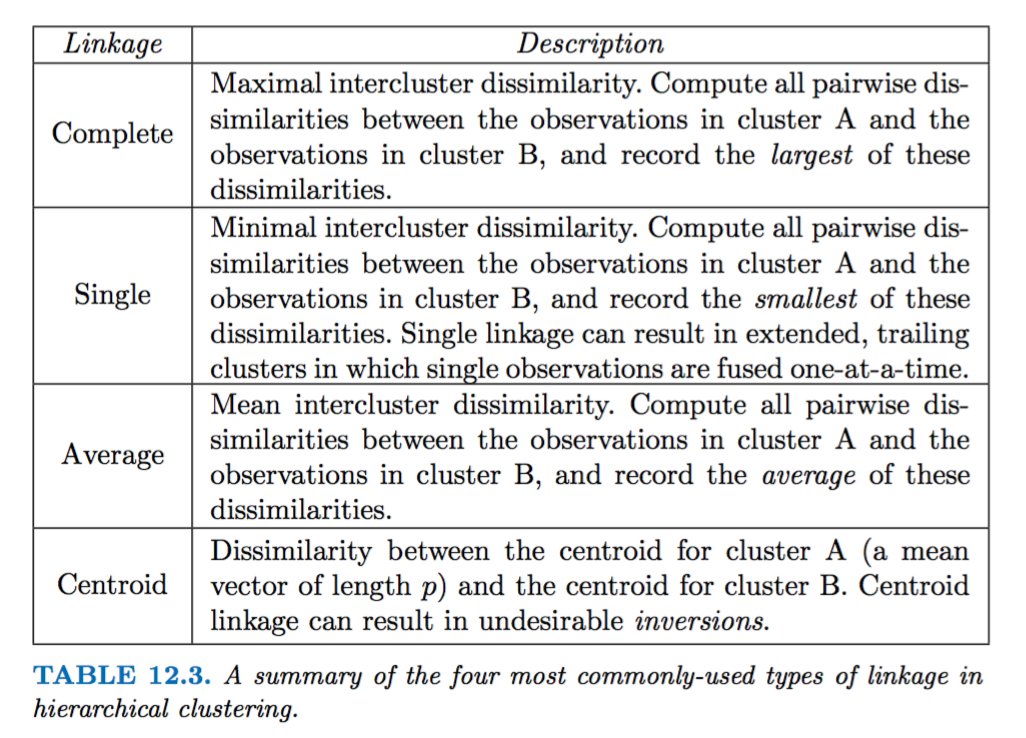 Linkage Description
Maximal intercluster dissimilarity. Compute all pairwise dis-
similarities between the observations in cluster A and the
Complete
observations in cluster B, and record the largest of these
dissimilarities.
Minimal intercluster dissimilarity. Compute all pairwise dis-
similarities between the observations in cluster A and the
Single
observations in cluster B, and record the smallest of these
dissimilarities. Single linkage can result in extended, trailing
clusters in which single observations are fused one-at-a-time.
Mean intercluster dissimilarity. Compute all pairwise dis-
similarities between the observations in cluster A and the
Average
observations in cluster B, and record the average of these
dissimilarities.
Dissimilarity between the centroid for cluster A (a mean
Centroid
vector of length p) and the centroid for cluster B. Centroid
linkage can result in undesirable inversions.
TABLE 12.3. A summary of the four most commonly-used types of linkage in
hierarchical clustering.